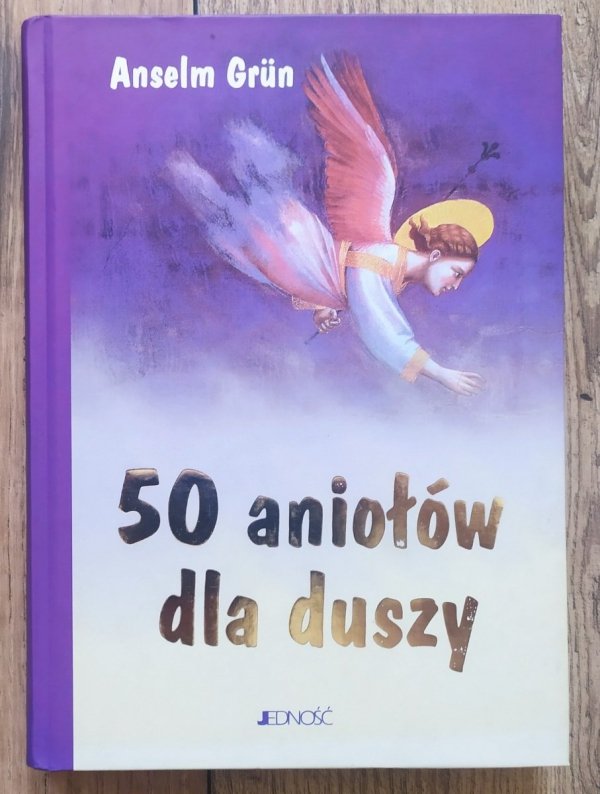 Anselm Grün
50 aniołów
dla duszy
JEDNOŚĆ